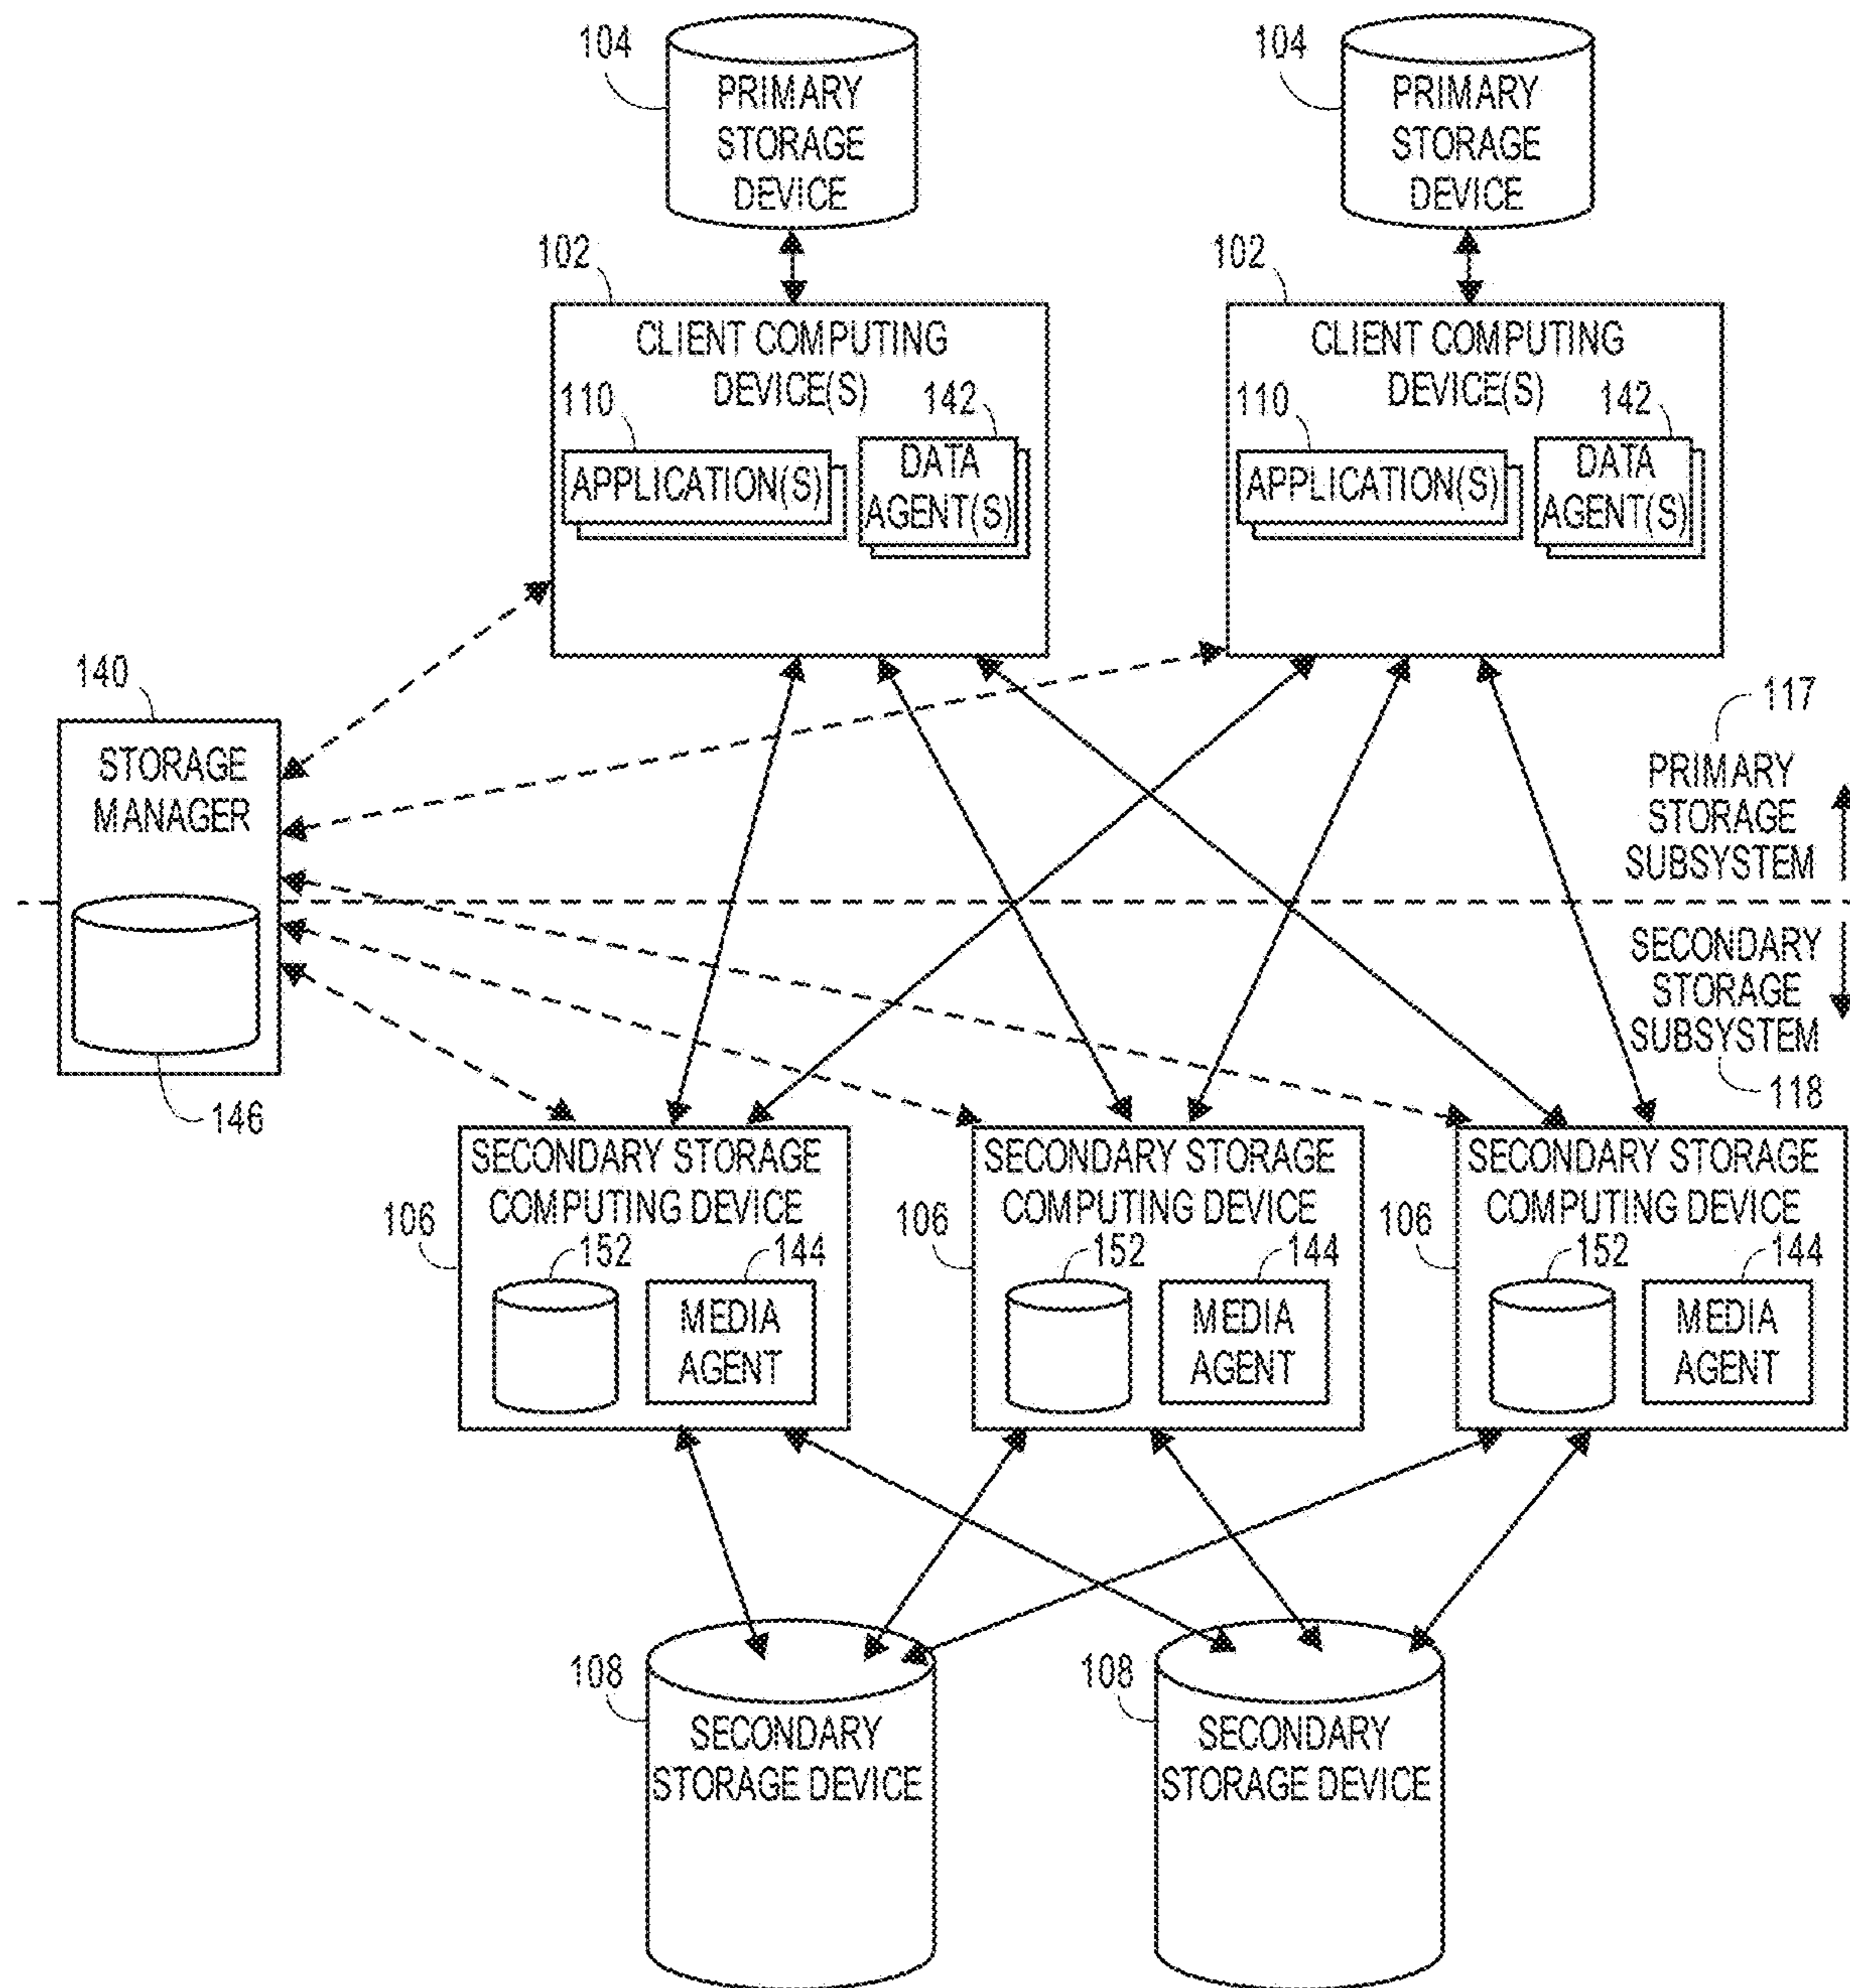 104
PRIMARY
STORAGE
DEVICE
104
PRIMARY
STORAGE
DEVICE
102
CLIENT COMPUTING
DEVICE(S)
110
142
APPLICATION(S)
DATA
AGENT(S)
102
CLIENT COMPUTING
DEVICE(S)
110
142
APPLICATION(S)
DATA
AGENT(S)
140
STORAGE
MANAGER
146
117
PRIMARY
STORAGE
SUBSYSTEM
SECONDARY
STORAGE
SUBSYSTEM
118
106
SECONDARY STORAGE
COMPUTING DEVICE
152
144
MEDIA
AGENT
106
SECONDARY STORAGE
COMPUTING DEVICE
152
144
MEDIA
AGENT
106
SECONDARY STORAGE
COMPUTING DEVICE
152
144
MEDIA
AGENT
108
SECONDARY
STORAGE DEVICE
108
SECONDARY
STORAGE DEVICE